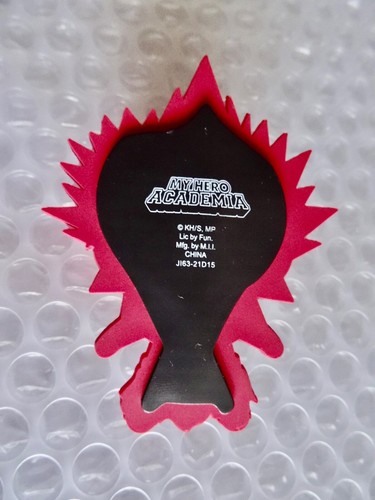 MY HERO
ACADEMIA
© KH/S, MP
Lic by Fun.
Mfg. by M.I.I.
CHINA
JI63-21D15